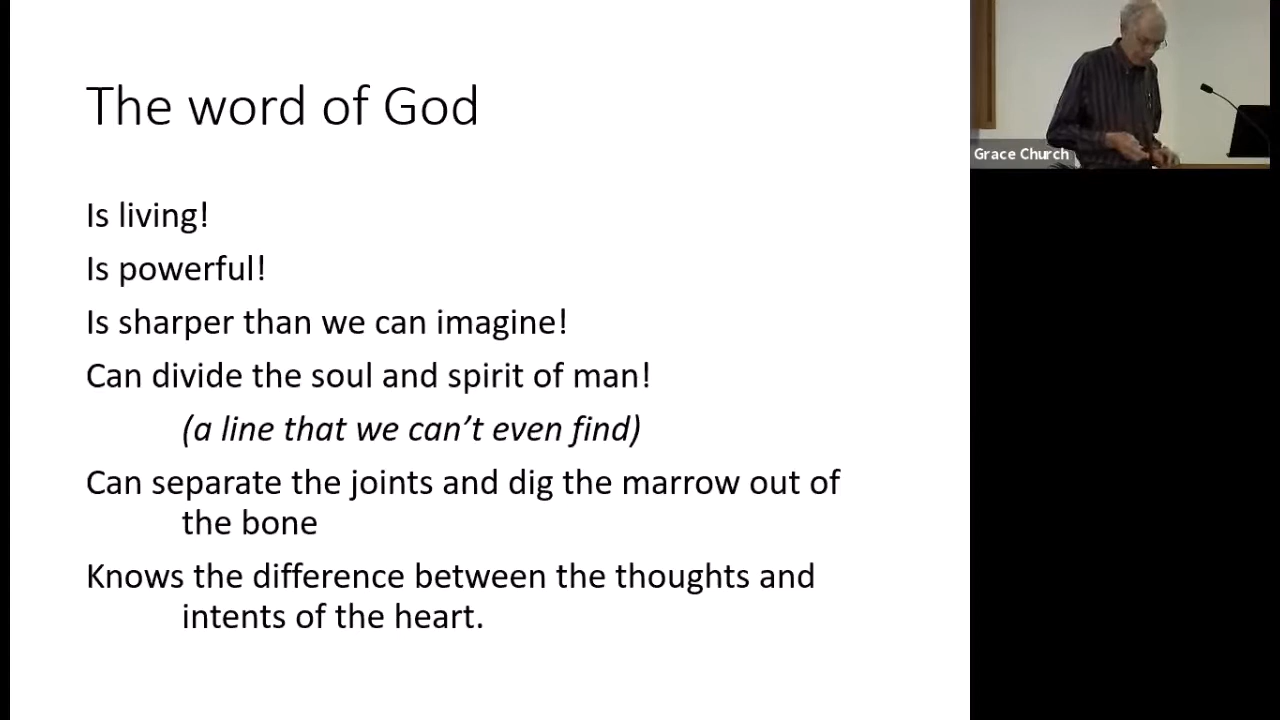 The word of God
Is living!
Is powerful!
Is sharper than we can imagine!
Can divide the soul and spirit of man!
(a line that we can’t even find)
Can separate the joints and dig the marrow out of
the bone
Knows the difference between the thoughts and
intents of the heart.
Grace Church